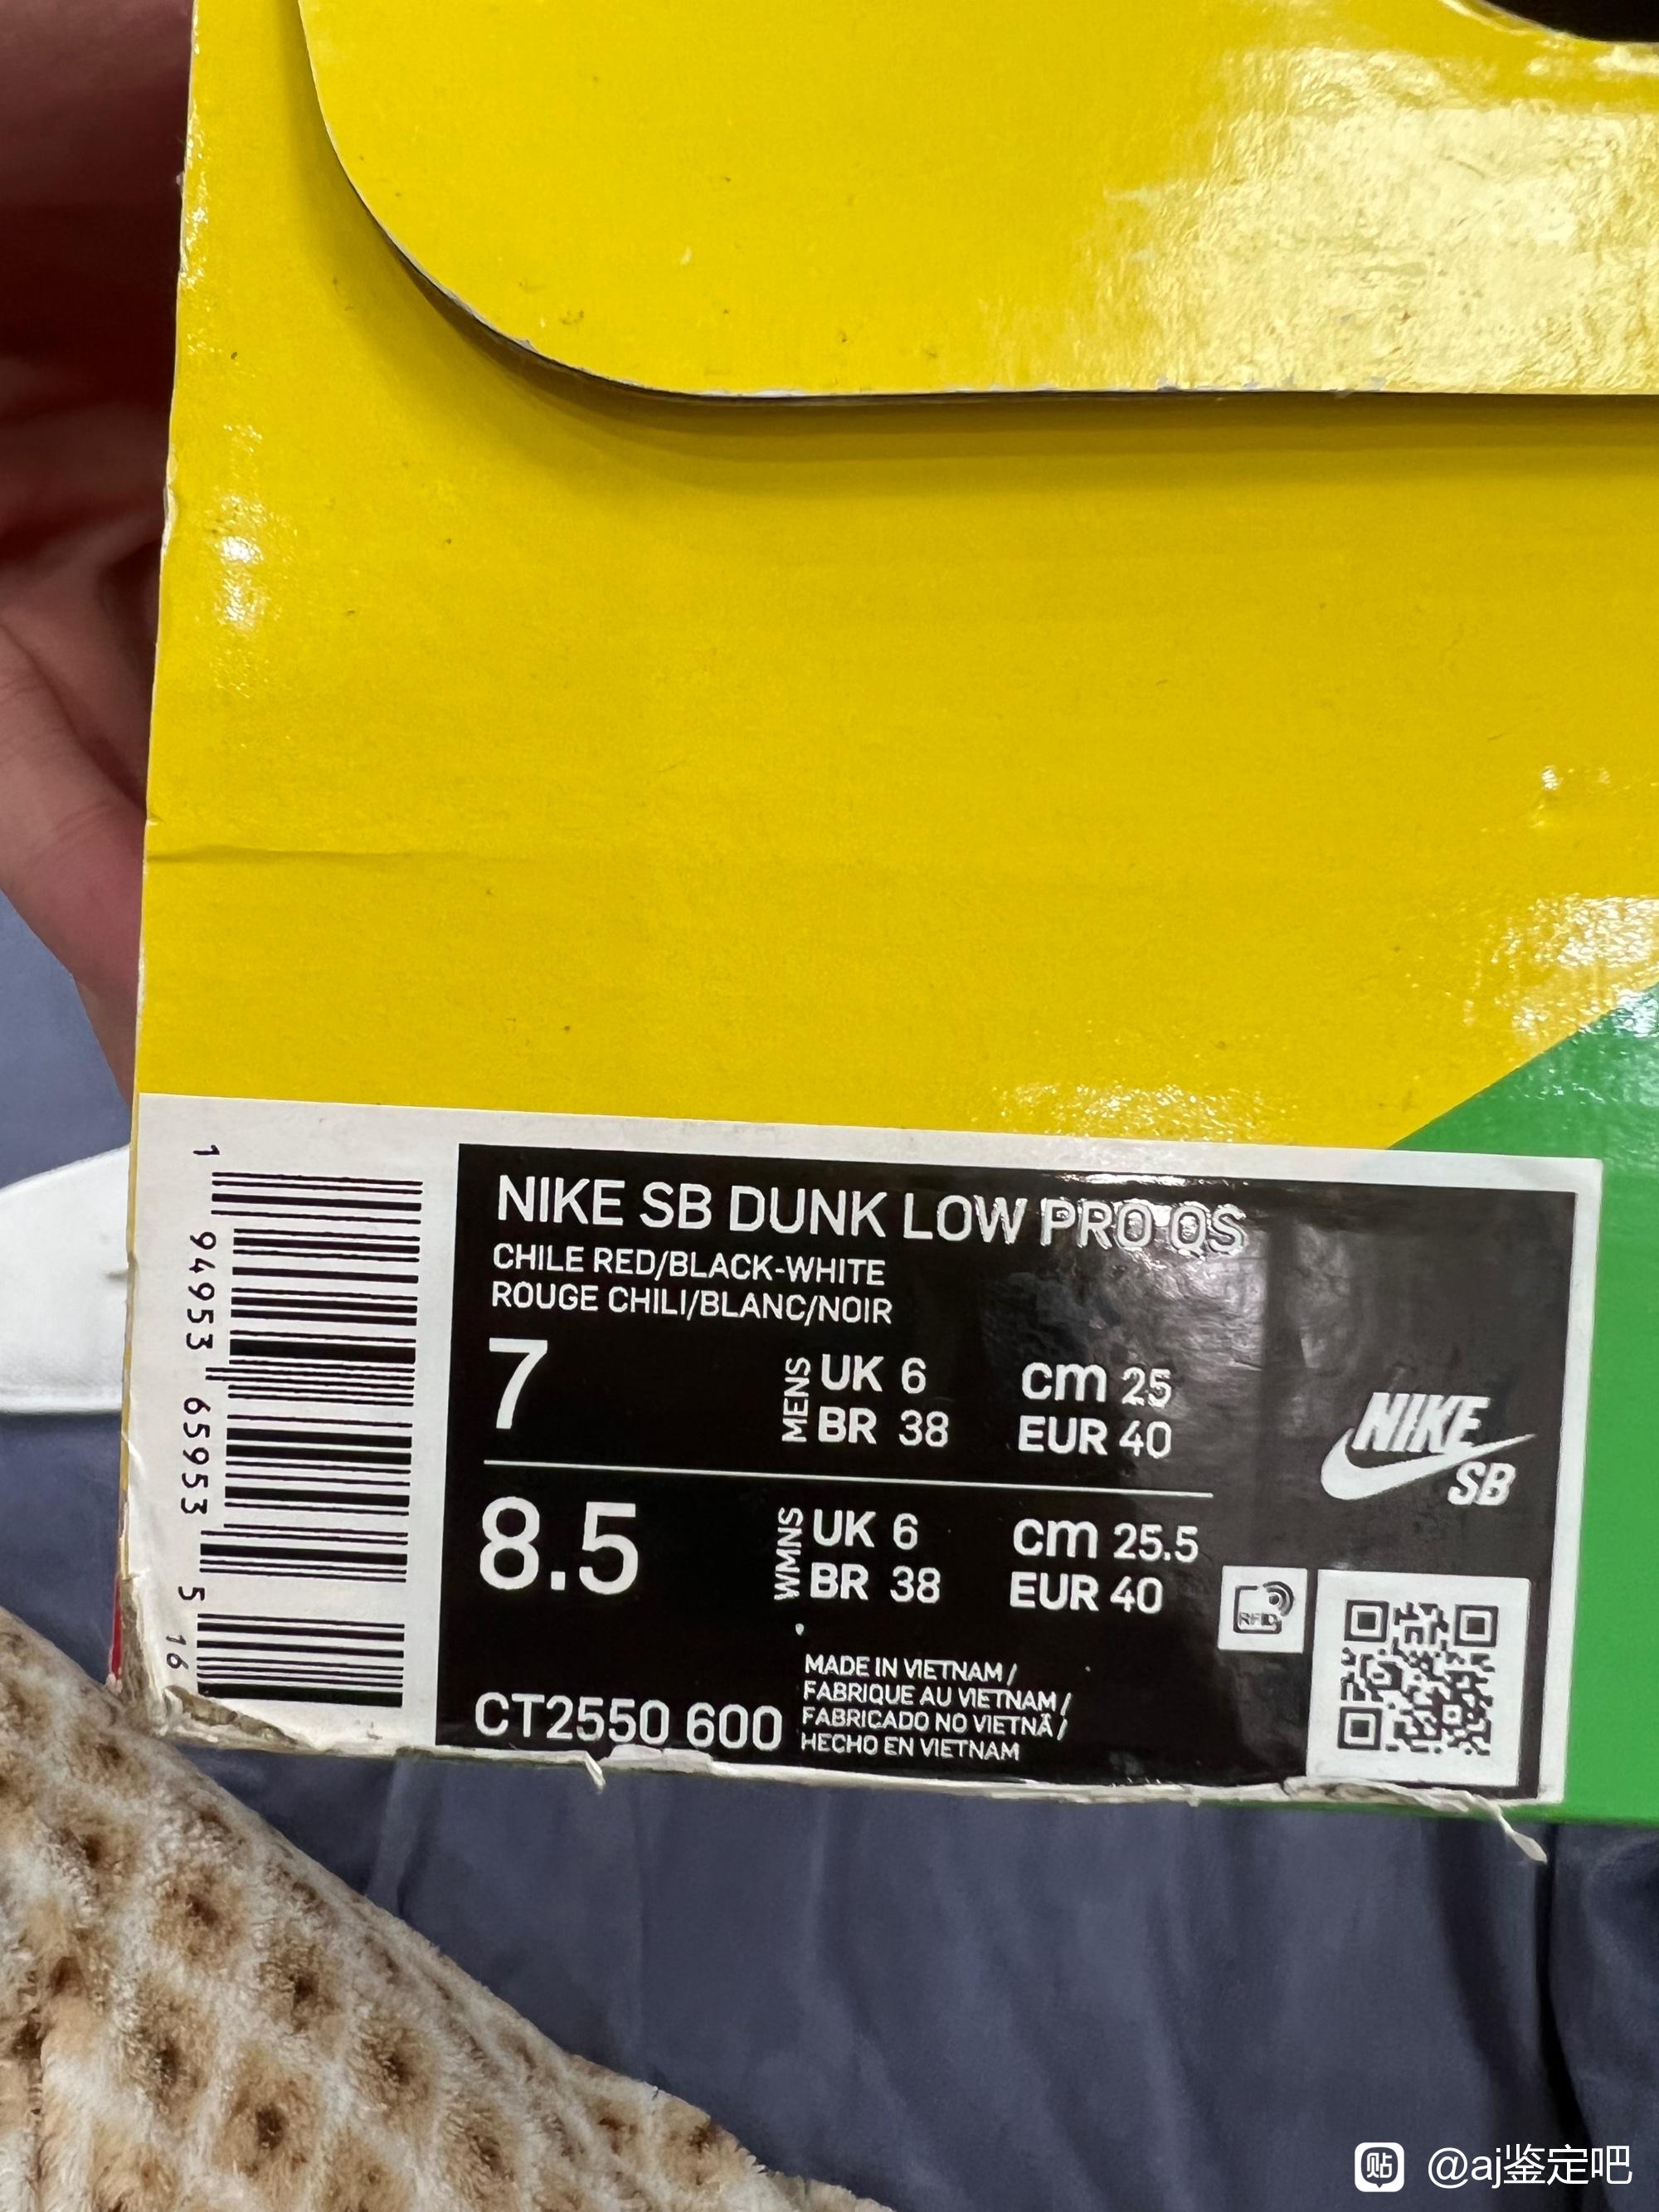 NIKE SB DUNK LOW PRO QS
CHILE RED/BLACK-WHITE
ROUGE CHILI/BLANC/NOIR
7
MENS
UK 6
cm 25
BR 38
EUR 40
8.5
WMNS
UK 6
cm 25.5
BR 38
EUR 40
NIKE
SB
RFID
CT2550 600
MADE IN VIETNAM /
FABRIQUE AU VIETNAM /
FABRICADO NO VIETNÃ /
HECHO EN VIETNAM
1 94953 65953 5 16
贴 @aj鉴定吧